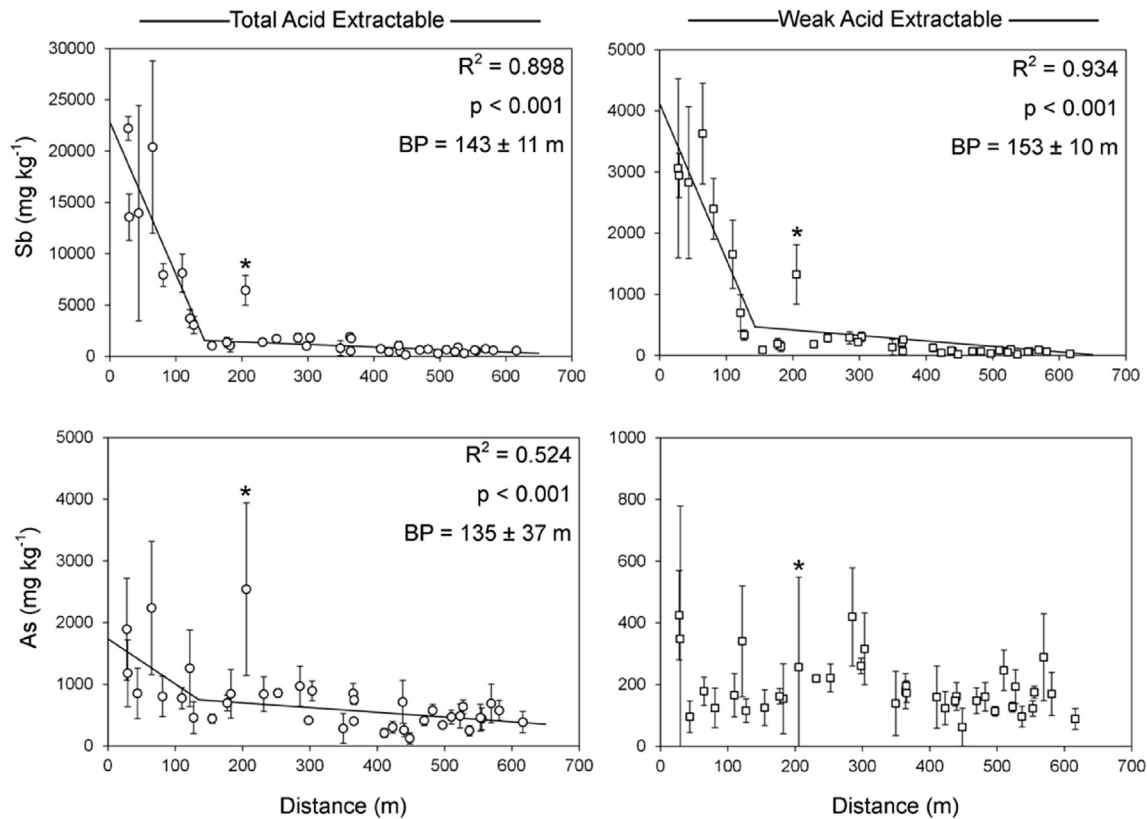 Total Acid Extractable
Weak Acid Extractable
30000
25000
20000
15000
10000
5000
0
Sb (mg kg⁻¹)
R² = 0.898
p < 0.001
BP = 143 ± 11 m
*
0 100 200 300 400 500 600 700
5000
4000
3000
2000
1000
0
R² = 0.934
p < 0.001
BP = 153 ± 10 m
*
0 100 200 300 400 500 600 700
5000
4000
3000
2000
1000
0
As (mg kg⁻¹)
R² = 0.524
p < 0.001
BP = 135 ± 37 m
*
0 100 200 300 400 500 600 700
Distance (m)
1000
800
600
400
200
0
*
0 100 200 300 400 500 600 700
Distance (m)